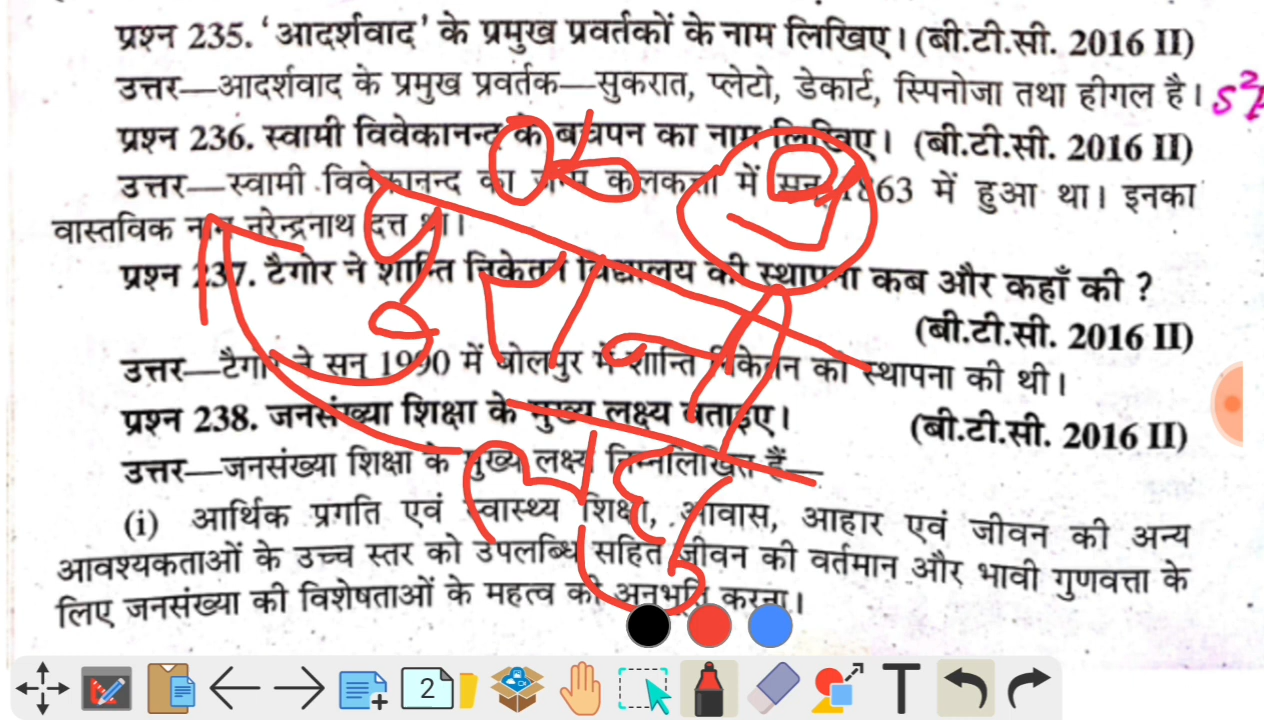 प्रश्न 235. 'आदर्शवाद' के प्रमुख प्रवर्तकों के नाम लिखिए। (बी.टी.सी. 2016 II)
उत्तर—आदर्शवाद के प्रमुख प्रवर्तक—सुकरात, प्लेटो, डेकार्ट, स्पिनोजा तथा हीगल है।
प्रश्न 236. स्वामी विवेकानन्द के बचपन का नाम लिखिए। (बी.टी.सी. 2016 II)
उत्तर—स्वामी विवेकानन्द का जन्म कलकत्ता में सन् 1863 में हुआ था। इनका
वास्तविक नाम नरेन्द्रनाथ दत्त था।
प्रश्न 237. टैगोर ने शान्ति निकेतन विद्यालय की स्थापना कब और कहाँ की ?
(बी.टी.सी. 2016 II)
उत्तर—टैगोर ने सन् में बोलपुर में शान्ति निकेतन की स्थापना की थी।
प्रश्न 238. जनसंख्या शिक्षा के मुख्य लक्ष्य बताइए। (बी.टी.सी. 2016 II)
उत्तर—जनसंख्या शिक्षा के मुख्य लक्ष्य निम्नलिखित हैं—
(i) आर्थिक प्रगति एवं स्वास्थ्य शिक्षा, आवास, आहार एवं जीवन की अन्य
आवश्यकताओं के उच्च स्तर को उपलब्धि सहित जीवन की वर्तमान और भावी गुणवत्ता के
लिए जनसंख्या की विशेषताओं के महत्व की अनुभूति करना।
2
T